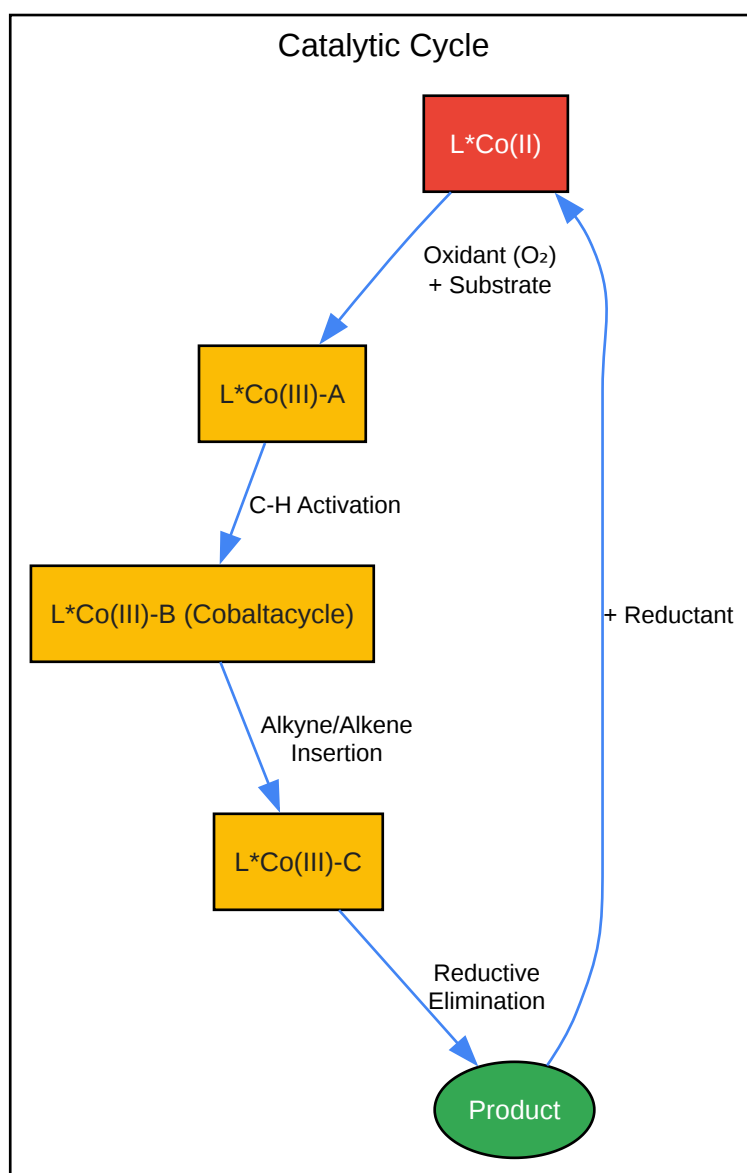 Catalytic Cycle
L*Co(II)
Oxidant (O₂)
+ Substrate
L*Co(III)-A
C-H Activation
L*Co(III)-B (Cobaltacycle)
+ Reductant
Alkyne/Alkene
Insertion
L*Co(III)-C
Reductive
Elimination
Product